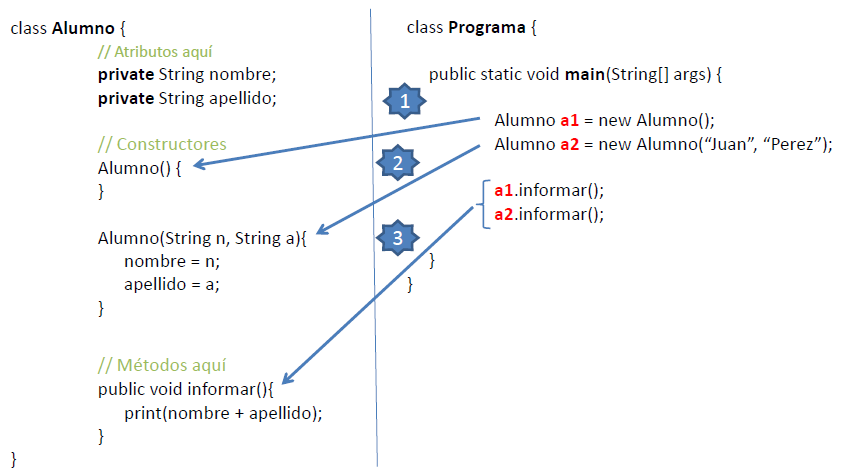 class Alumno {
// Atributos aquí
private String nombre;
private String apellido;
// Constructores
Alumno() {
}
Alumno(String n, String a){
nombre = n;
apellido = a;
}
// Métodos aquí
public void informar(){
print(nombre + apellido);
}
}
1
2
3
class Programa {
public static void main(String[] args) {
Alumno a1 = new Alumno();
Alumno a2 = new Alumno(“Juan”, “Perez”);
a1.informar();
a2.informar();
}
}